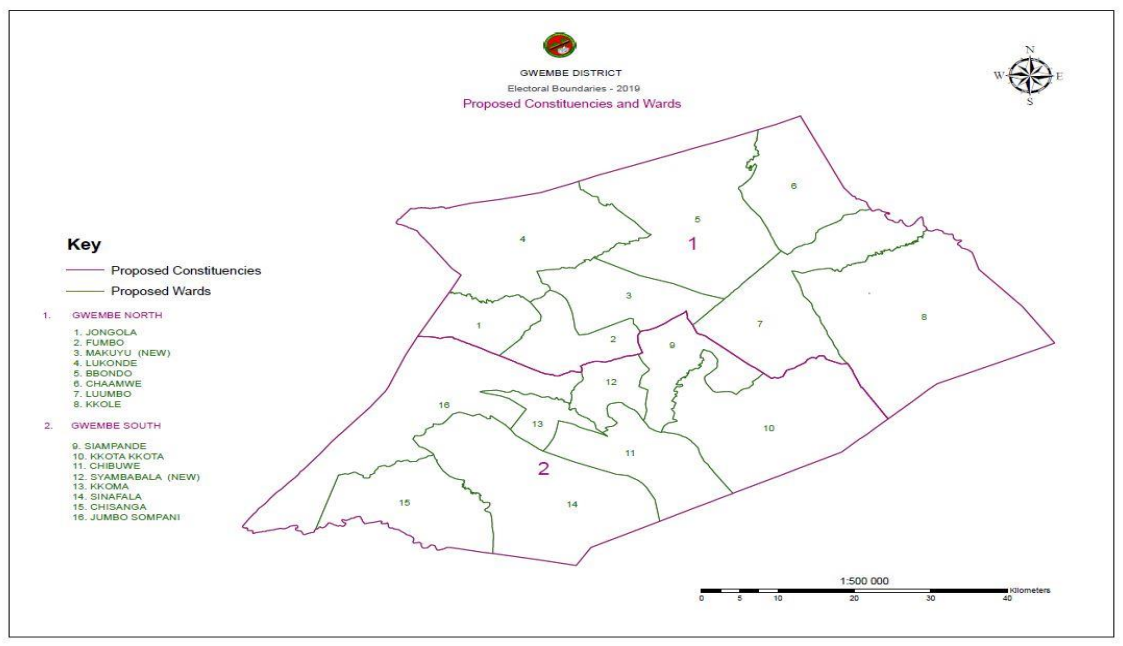 GWEMBE DISTRICT
Electoral Boundaries - 2019
Proposed Constituencies and Wards
N
W E
S
Key
Proposed Constituencies
Proposed Wards
1. GWEMBE NORTH
1. JONGOLA
2. FUMBO
3. MAKUYU (NEW)
4. LUKONDE
5. BBONDO
6. CHAAMWE
7. LUUMBO
8. KKOLE
2. GWEMBE SOUTH
9. SIAMPANDE
10. KKOTA KKOTA
11. CHIBUWE
12. SYAMBABALA (NEW)
13. KKOMA
14. SINAFALA
15. CHISANGA
16. JUMBO SOMPANI
6
5
4
1
3
8
7
1
2
9
12
16
13
10
11
2
15
14
1:500 000
0 5 10 20 30 40 Kilometers